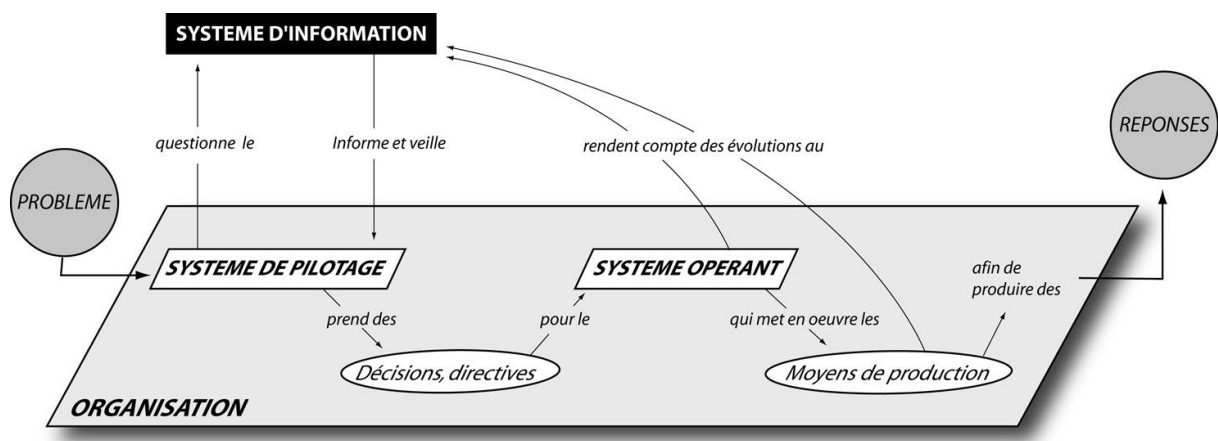 SYSTEME D'INFORMATION
questionne le
Informe et veille
rendent compte des évolutions au
REPONSES
PROBLEME
SYSTEME DE PILOTAGE
SYSTEME OPERANT
afin de
produire des
prend des
pour le
qui met en oeuvre les
Décisions, directives
Moyens de production
ORGANISATION